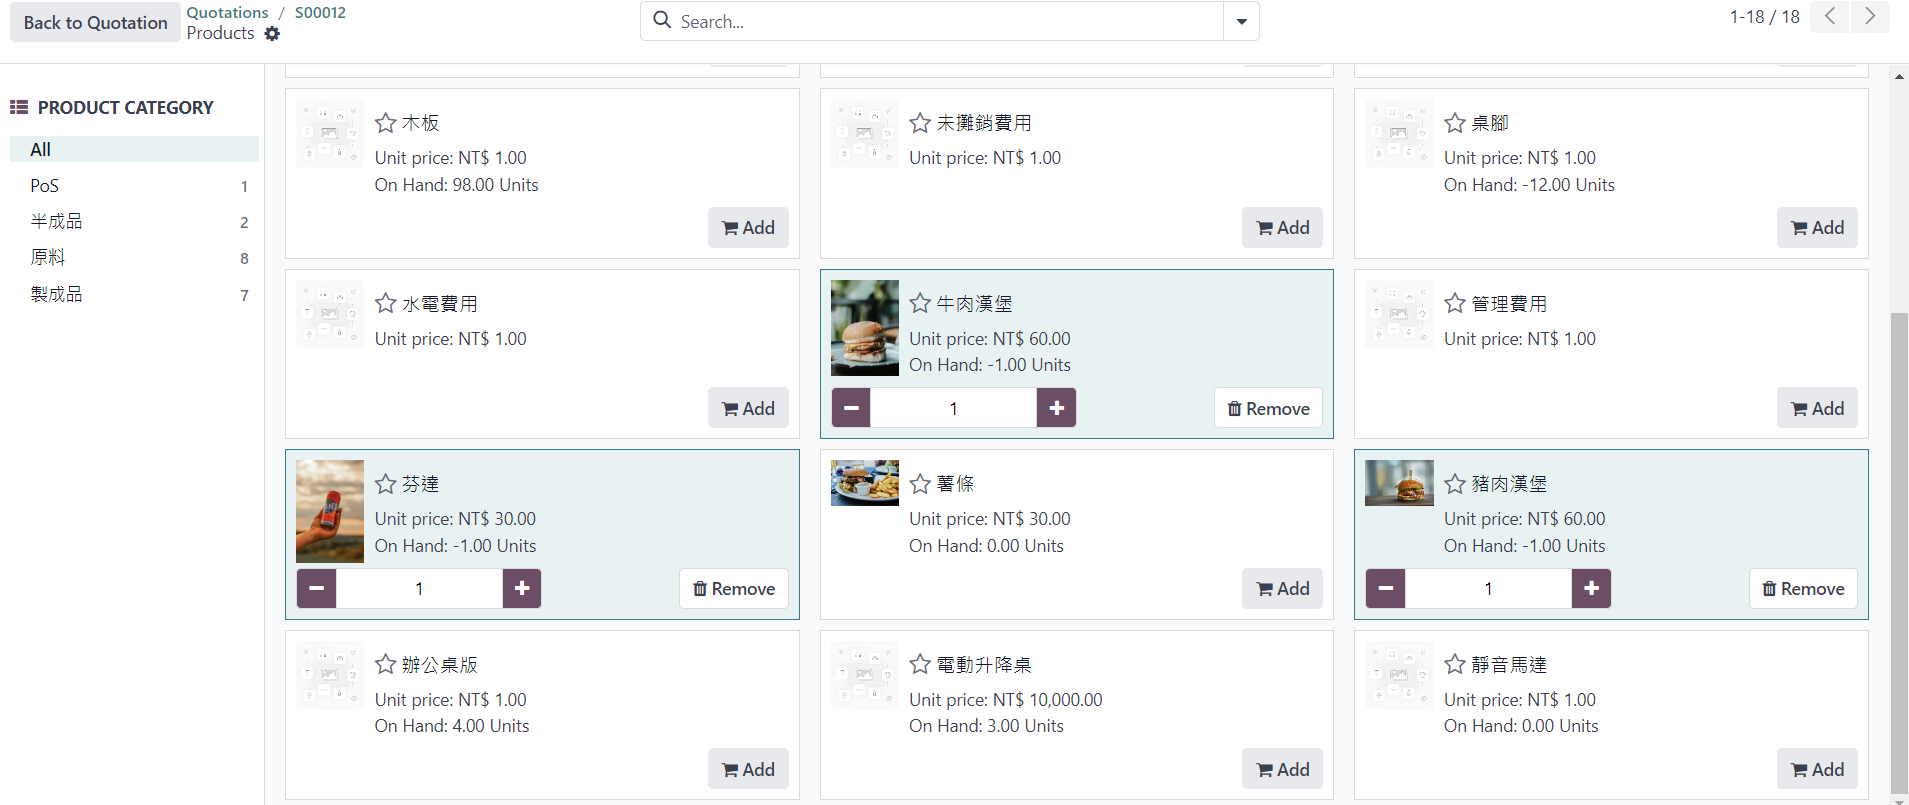 Back to Quotation
Quotations / S00012
Products
Search...
1-18 / 18
PRODUCT CATEGORY
All
PoS 1
半成品 2
原料 8
製成品 7
木板
Unit price: NT$ 1.00
On Hand: 98.00 Units
Add
未攤銷費用
Unit price: NT$ 1.00
Add
桌腳
Unit price: NT$ 1.00
On Hand: -12.00 Units
Add
水電費用
Unit price: NT$ 1.00
Add
牛肉漢堡
Unit price: NT$ 60.00
On Hand: -1.00 Units
1
Remove
管理費用
Unit price: NT$ 1.00
Add
芬達
Unit price: NT$ 30.00
On Hand: -1.00 Units
1
Remove
薯條
Unit price: NT$ 30.00
On Hand: 0.00 Units
Add
豬肉漢堡
Unit price: NT$ 60.00
On Hand: -1.00 Units
1
Remove
辦公桌版
Unit price: NT$ 1.00
On Hand: 4.00 Units
Add
電動升降桌
Unit price: NT$ 10,000.00
On Hand: 3.00 Units
Add
靜音馬達
Unit price: NT$ 1.00
On Hand: 0.00 Units
Add